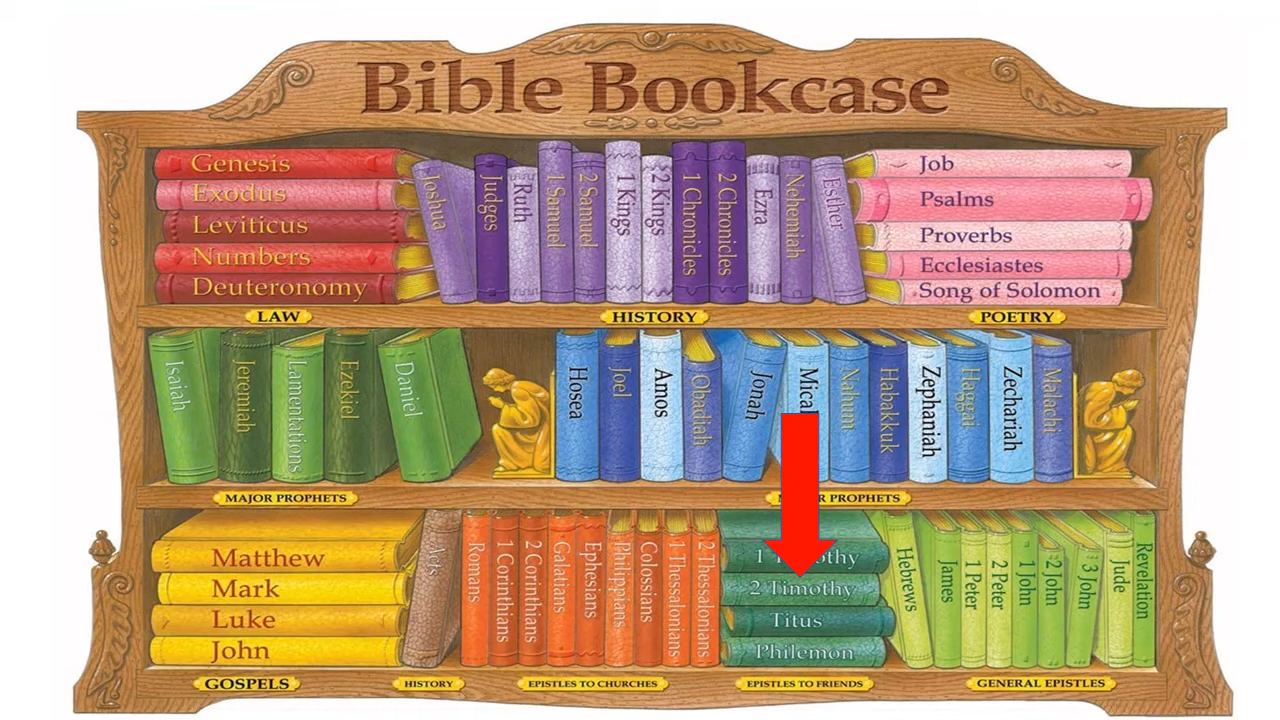 Bible Bookcase
Genesis
Exodus
Leviticus
Numbers
Deuteronomy
Joshua
Judges
Ruth
1 Samuel
2 Samuel
1 Kings
2 Kings
1 Chronicles
2 Chronicles
Ezra
Nehemiah
Esther
Job
Psalms
Proverbs
Ecclesiastes
Song of Solomon
LAW
HISTORY
POETRY
Isaiah
Jeremiah
Lamentations
Ezekiel
Daniel
Hosea
Joel
Amos
Obadiah
Jonah
Micah
Nahum
Habakkuk
Zephaniah
Haggai
Zechariah
Malachi
MAJOR PROPHETS
PROPHETS
Matthew
Mark
Luke
John
Acts
Romans
1 Corinthians
2 Corinthians
Galatians
Ephesians
Philippians
Colossians
1 Thessalonians
2 Thessalonians
1 Timothy
2 Timothy
Titus
Philemon
Hebrews
James
1 Peter
2 Peter
1 John
2 John
3 John
Jude
Revelation
GOSPELS
HISTORY
EPISTLES TO CHURCHES
EPISTLES TO FRIENDS
GENERAL EPISTLES